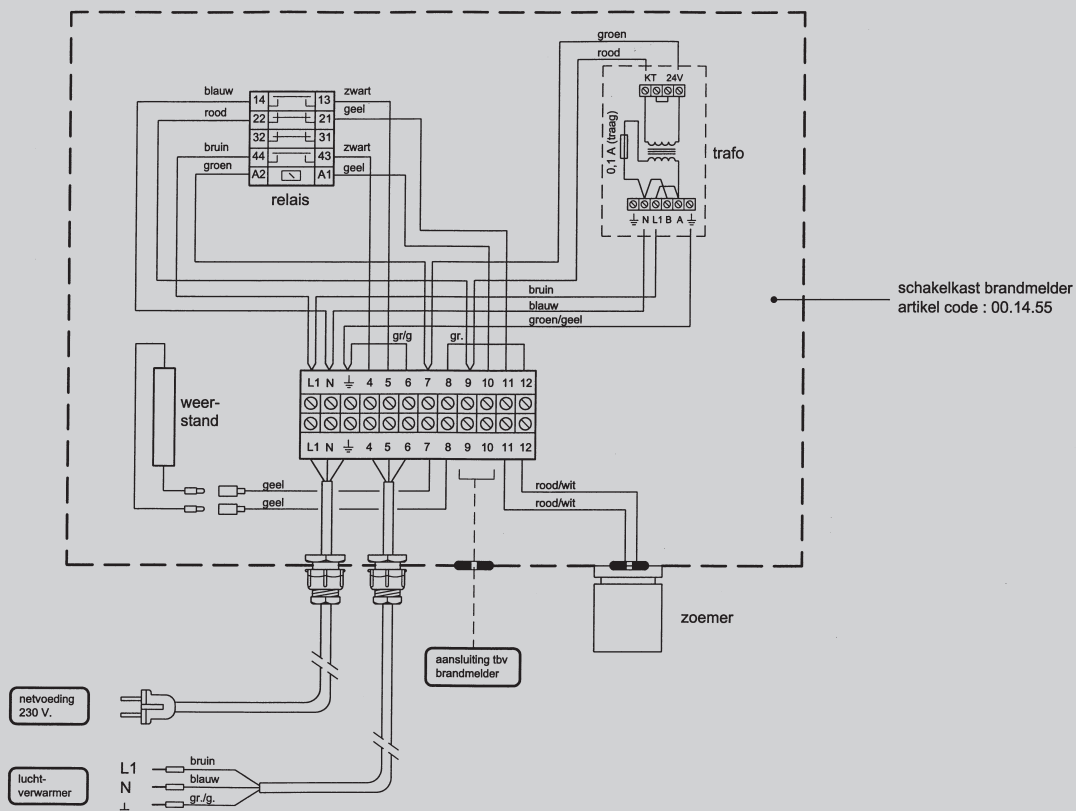 groen
rood
KT 24V
0,1 A (traag)
trafo
N L1 B A
blauw 14 13 zwart
rood 22 21 geel
32 31
bruin 44 43 zwart
groen A2 A1 geel
relais
bruin
blauw
groen/geel
schakelkast brandmelder
artikel code : 00.14.55
gr/g gr.
L1 N 4 5 6 7 8 9 10 11 12
L1 N 4 5 6 7 8 9 10 11 12
weer-
stand
geel
geel
rood/wit
rood/wit
zoemer
aansluiting tbv
brandmelder
netvoeding
230 V.
lucht-
verwarmer
L1 bruin
N blauw
gr./g.